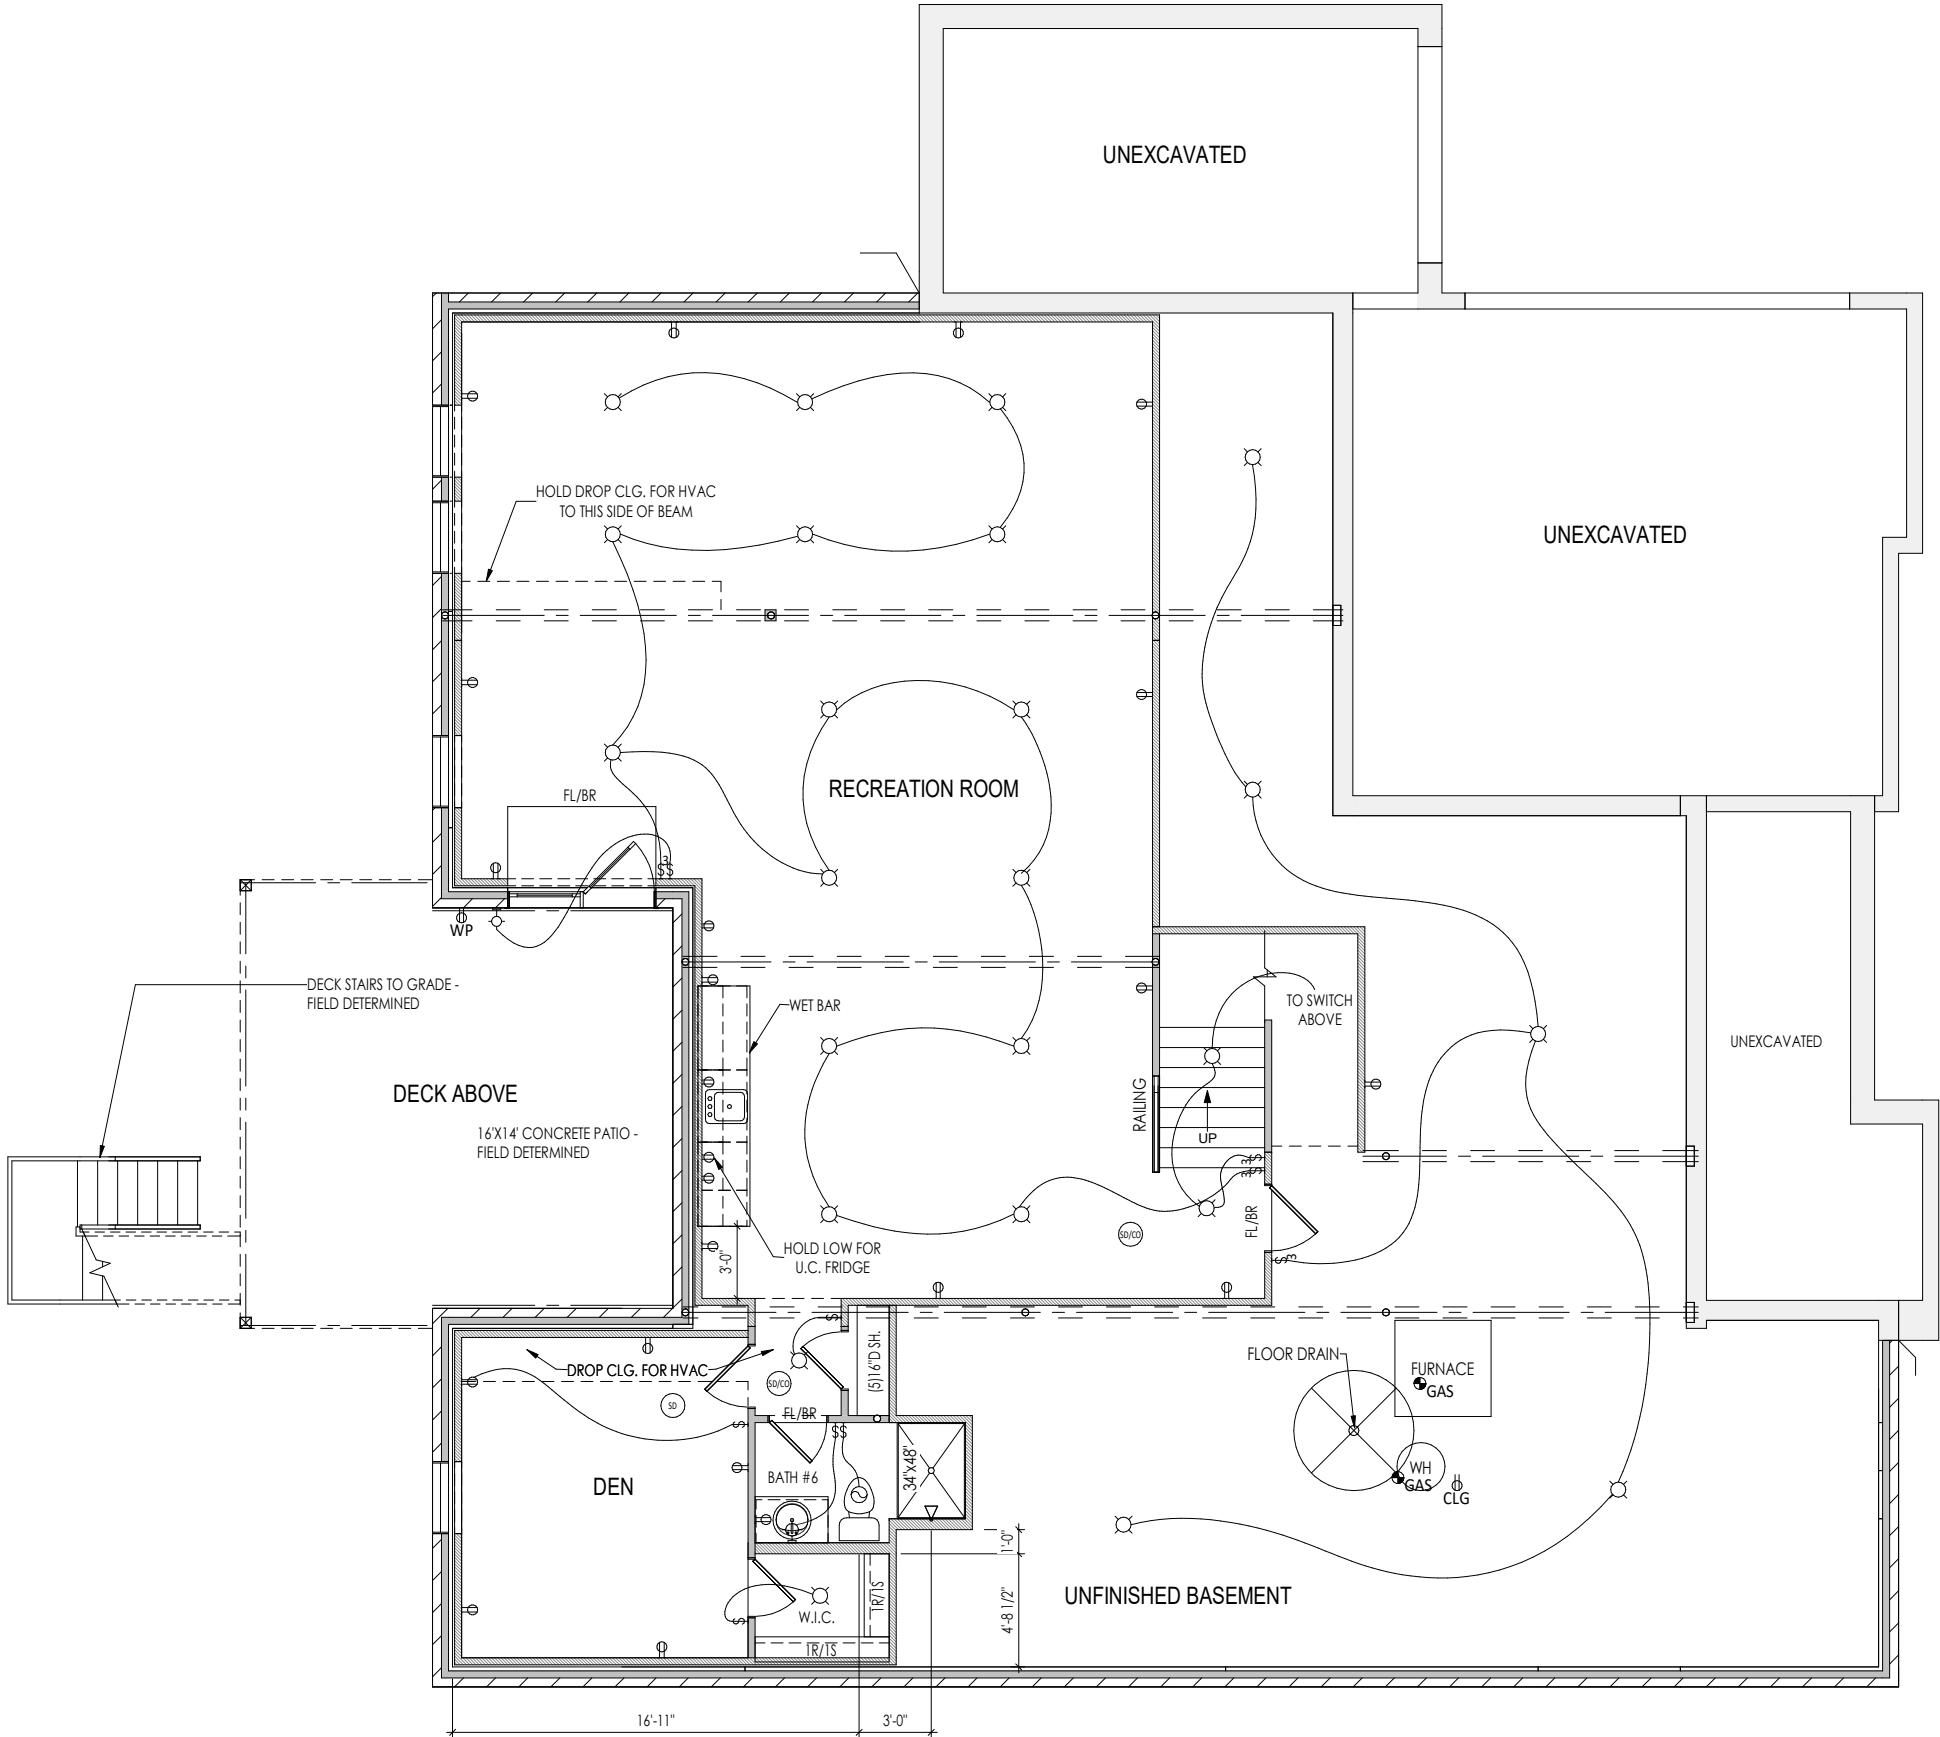 UNEXCAVATED
HOLD DROP CLG. FOR HVAC
TO THIS SIDE OF BEAM
UNEXCAVATED
RECREATION ROOM
FL/BR
3
$$
WP
DECK STAIRS TO GRADE -
FIELD DETERMINED
WET BAR
TO SWITCH
ABOVE
UNEXCAVATED
DECK ABOVE
RAILING
16'X14' CONCRETE PATIO -
FIELD DETERMINED
UP
3$
3$
FL/BR
SD/CO
HOLD LOW FOR
U.C. FRIDGE
3'-0"
$3
$
(5)16"D SH.
FLOOR DRAIN
FURNACE
GAS
DROP CLG. FOR HVAC
SD/CO
SD
FL/BR
$
$$
34"X48"
BATH #6
DEN
WH
GAS
CLG
1'-0"
4'-8 1/2"
UNFINISHED BASEMENT
1R/1S
W.I.C.
$
1R/1S
16'-11"
3'-0"